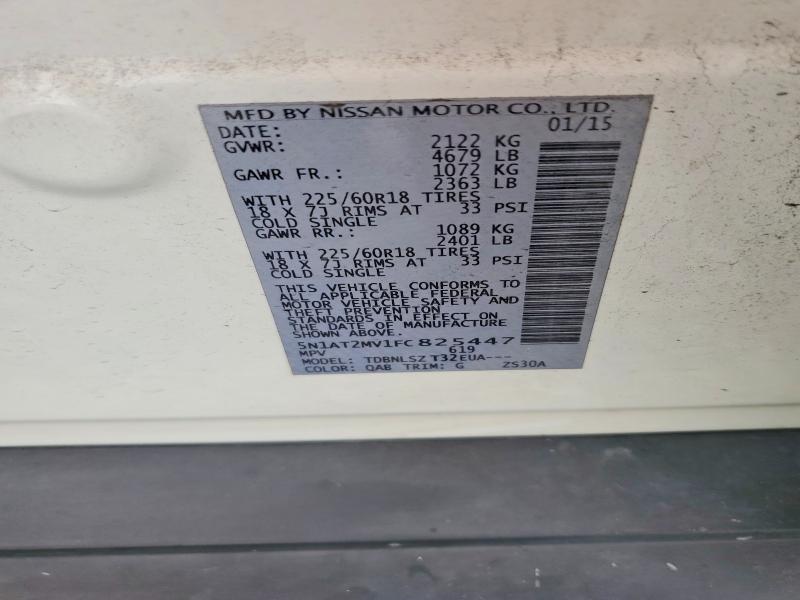 MFD BY NISSAN MOTOR CO., LTD.
DATE: 01/15
GVWR: 2122 KG
4679 LB
GAWR FR.: 1072 KG
2363 LB
WITH 225/60R18 TIRES
18 X 7J RIMS AT 33 PSI
COLD SINGLE
GAWR RR.: 1089 KG
2401 LB
WITH 225/60R18 TIRES
18 X 7J RIMS AT 33 PSI
COLD SINGLE
THIS VEHICLE CONFORMS TO
ALL APPLICABLE FEDERAL
MOTOR VEHICLE SAFETY AND
THEFT PREVENTION
STANDARDS IN EFFECT ON
THE DATE OF MANUFACTURE
SHOWN ABOVE.
5N1AT2MV1FC825447
MPV 619
MODEL: TDBNLSZ T32EUA---
COLOR: QAB TRIM: G ZS30A